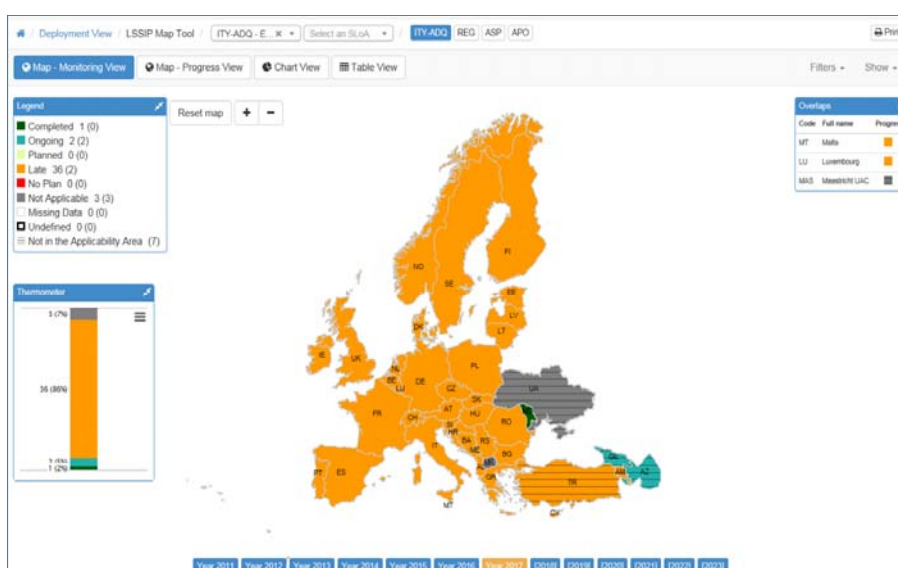 / Deployment View / LSSIP Map Tool / ITY-ADQ - E... × Select an SLoA / ITY-ADQ REG ASP APO Print
Map - Monitoring View Map - Progress View Chart View Table View Filters Show
Legend
Completed 1 (0)
Ongoing 2 (2)
Planned 0 (0)
Late 36 (2)
No Plan 0 (0)
Not Applicable 3 (3)
Missing Data 0 (0)
Undefined 0 (0)
Not in the Applicability Area (7)
Reset map + -
Overlaps
Code Full name Progre
MT Malta
LU Luxembourg
MAS Maastricht UAC
Thermometer
3 (7%)
36 (86%)
1 (2%)
FI
NO
SE
EE
LV
DK
LT
IE
UK
NL
PL
BE
DE
LU
CZ
UA
SK
FR
AT
HU
CH
RO
SI
HR
BA
RS
IT
ME
BG
PT
ES
AL
GR
AM
AZ
TR
MT
Year 2011 Year 2012 Year 2013 Year 2014 Year 2015 Year 2016 Year 2017 [2018] [2019] [2020] [2021] [2022] [2023]